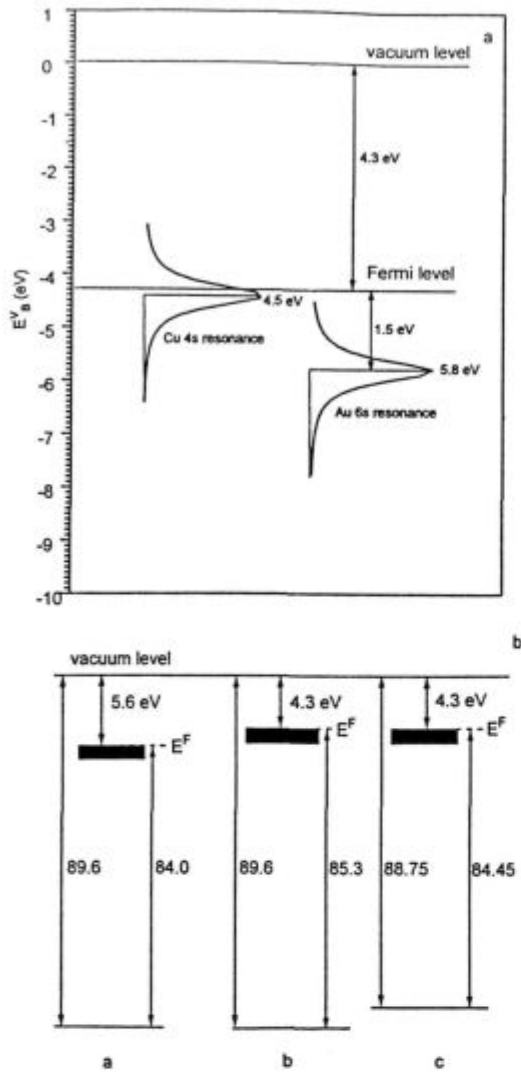 1
a
vacuum level
0
-1
4.3 eV
-2
-3
-4
Fermi level
4.5 eV
E^V_B (eV)
-5
1.5 eV
Cu 4s resonance
5.8 eV
-6
Au 6s resonance
-7
-8
-9
-10
b
vacuum level
5.6 eV
4.3 eV
4.3 eV
E^F
E^F
E^F
89.6
84.0
89.6
85.3
88.75
84.45
a
b
c